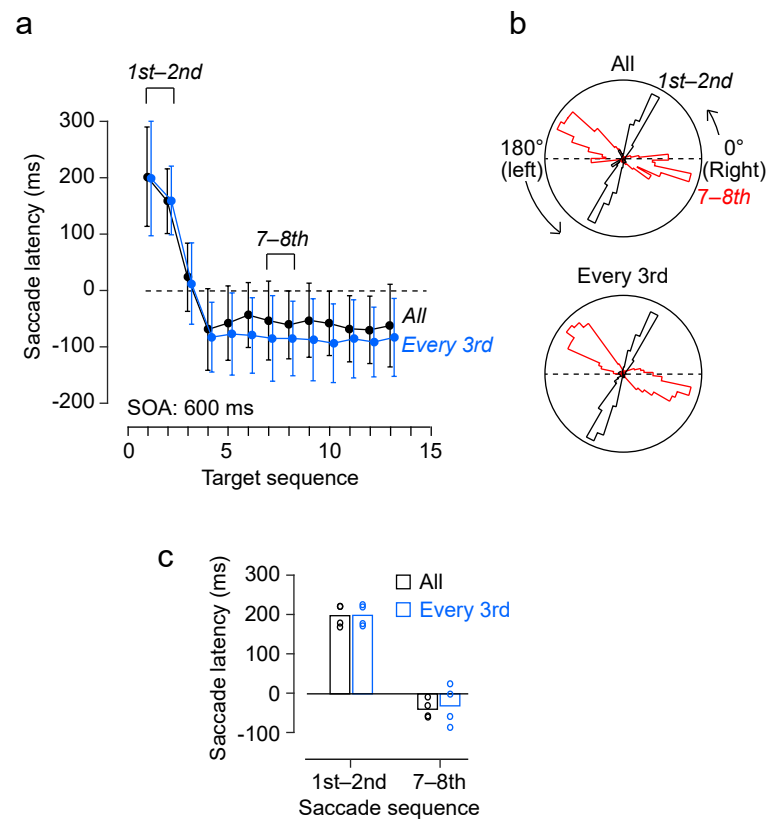 a
1st–2nd
300
200
100
0
-100
-200
Saccade latency (ms)
7–8th
All
Every 3rd
SOA: 600 ms
0
5
10
15
Target sequence
b
All
1st–2nd
180°
(left)
0°
(Right)
7–8th
Every 3rd
c
300
200
100
0
-100
Saccade latency (ms)
All
Every 3rd
1st–2nd
7–8th
Saccade sequence